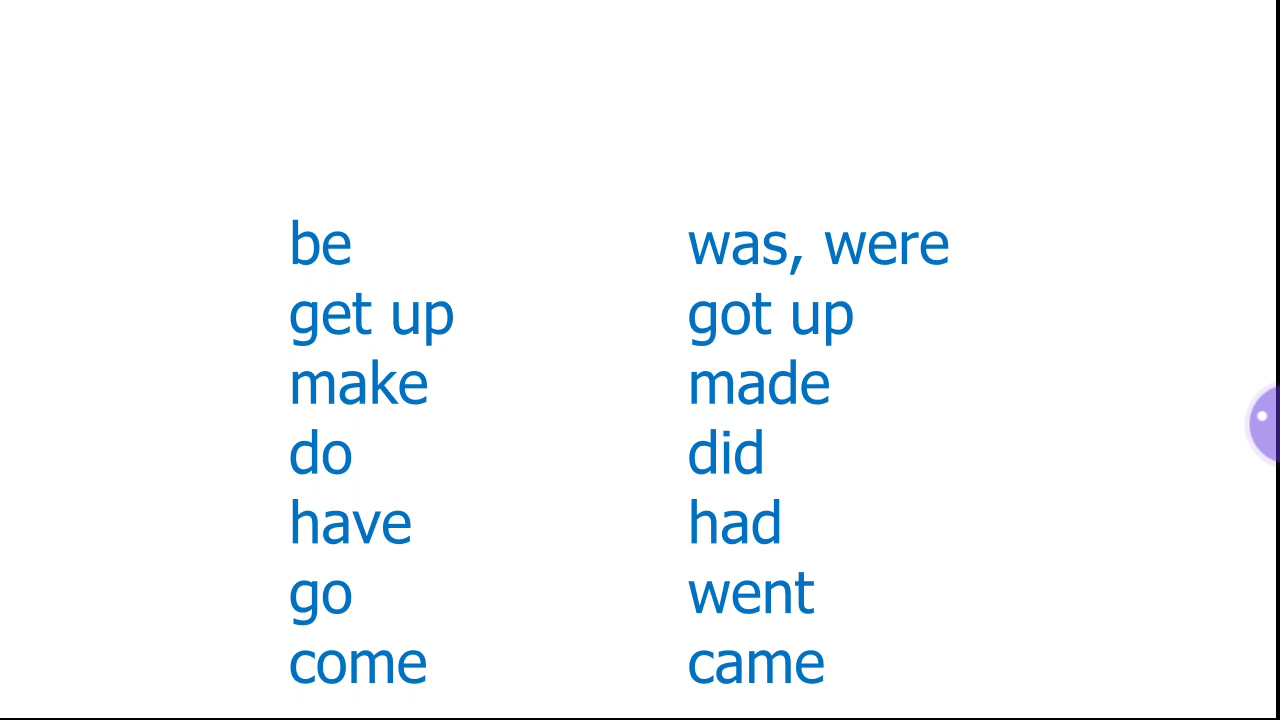 be was, were
get up got up
make made
do did
have had
go went
come came